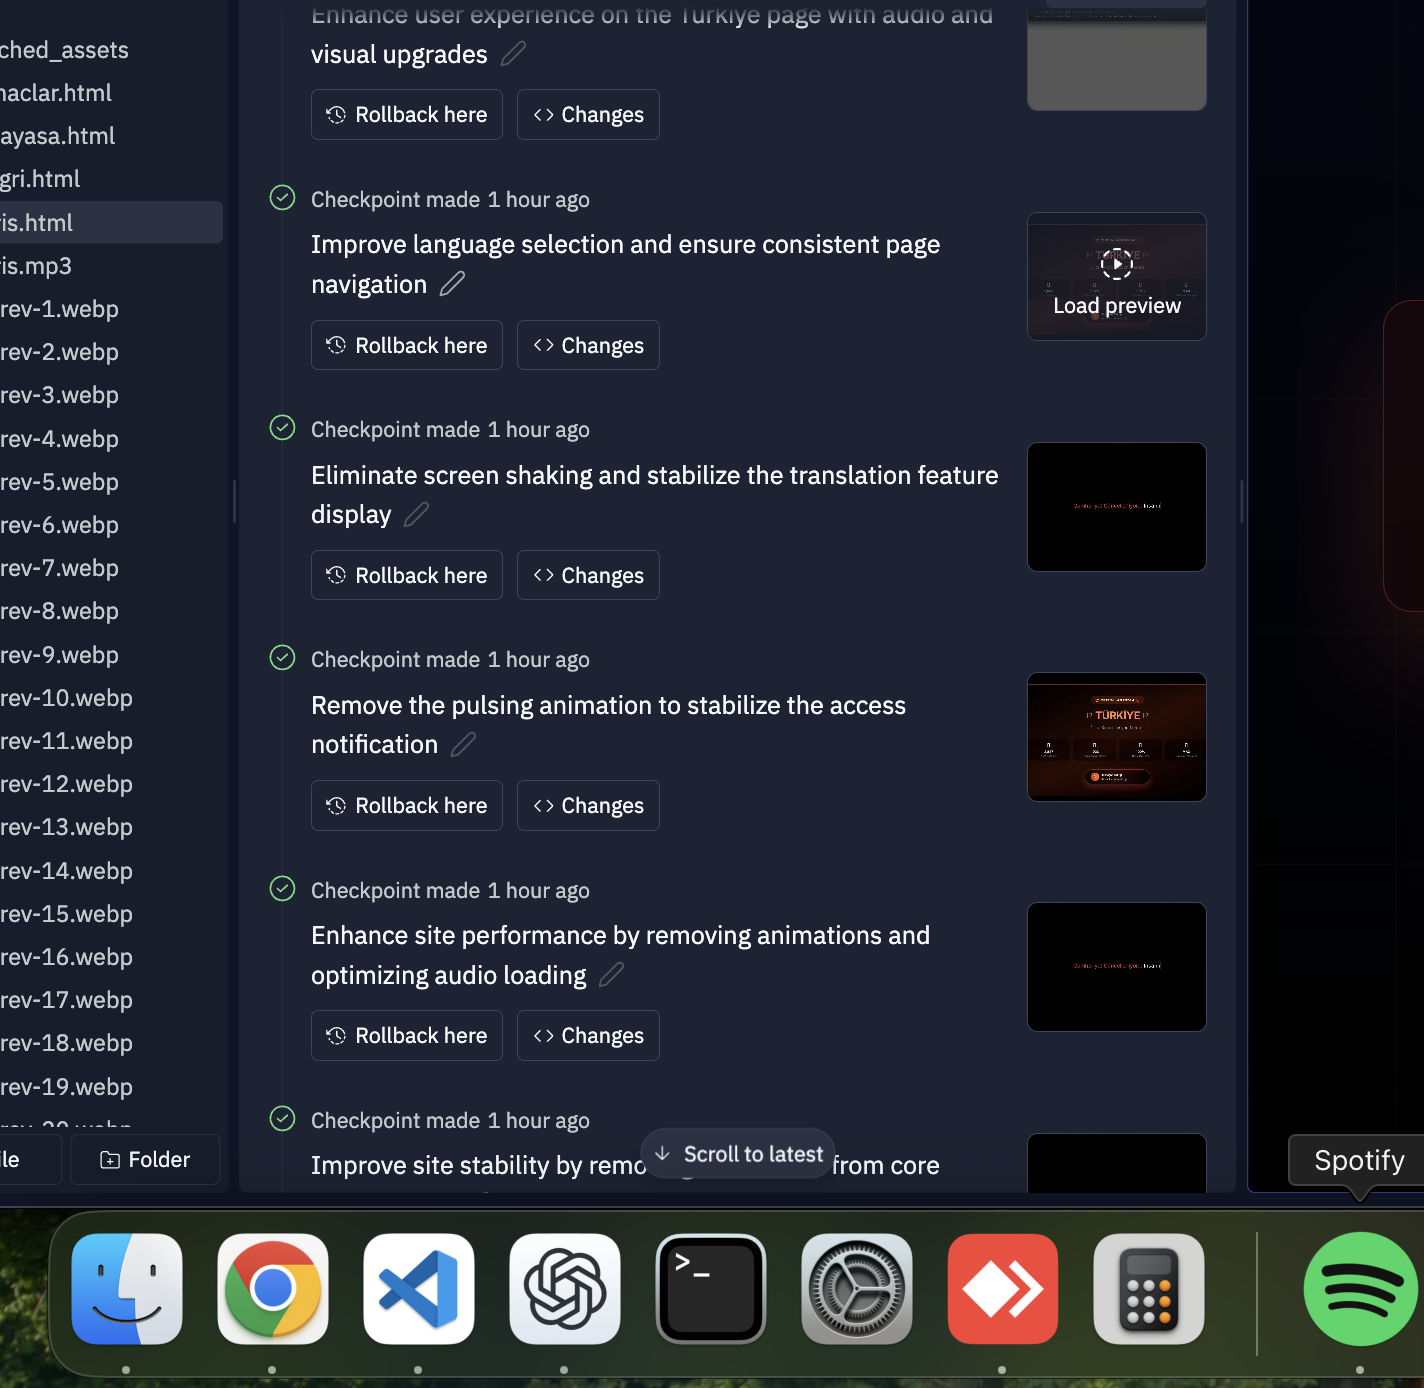 Enhance user experience on the Türkiye page with audio and
visual upgrades
Rollback here
Changes
Checkpoint made 1 hour ago
Improve language selection and ensure consistent page
navigation
Rollback here
Changes
Load preview
Checkpoint made 1 hour ago
Eliminate screen shaking and stabilize the translation feature
display
Rollback here
Changes
Checkpoint made 1 hour ago
Remove the pulsing animation to stabilize the access
notification
Rollback here
Changes
TÜRKİYE
Checkpoint made 1 hour ago
Enhance site performance by removing animations and
optimizing audio loading
Rollback here
Changes
Checkpoint made 1 hour ago
Improve site stability by remo
from core
Scroll to latest
ched_assets
naclar.html
ayasa.html
gri.html
is.html
is.mp3
rev-1.webp
rev-2.webp
rev-3.webp
rev-4.webp
rev-5.webp
rev-6.webp
rev-7.webp
rev-8.webp
rev-9.webp
rev-10.webp
rev-11.webp
rev-12.webp
rev-13.webp
rev-14.webp
rev-15.webp
rev-16.webp
rev-17.webp
rev-18.webp
rev-19.webp
ile
Folder
Spotify